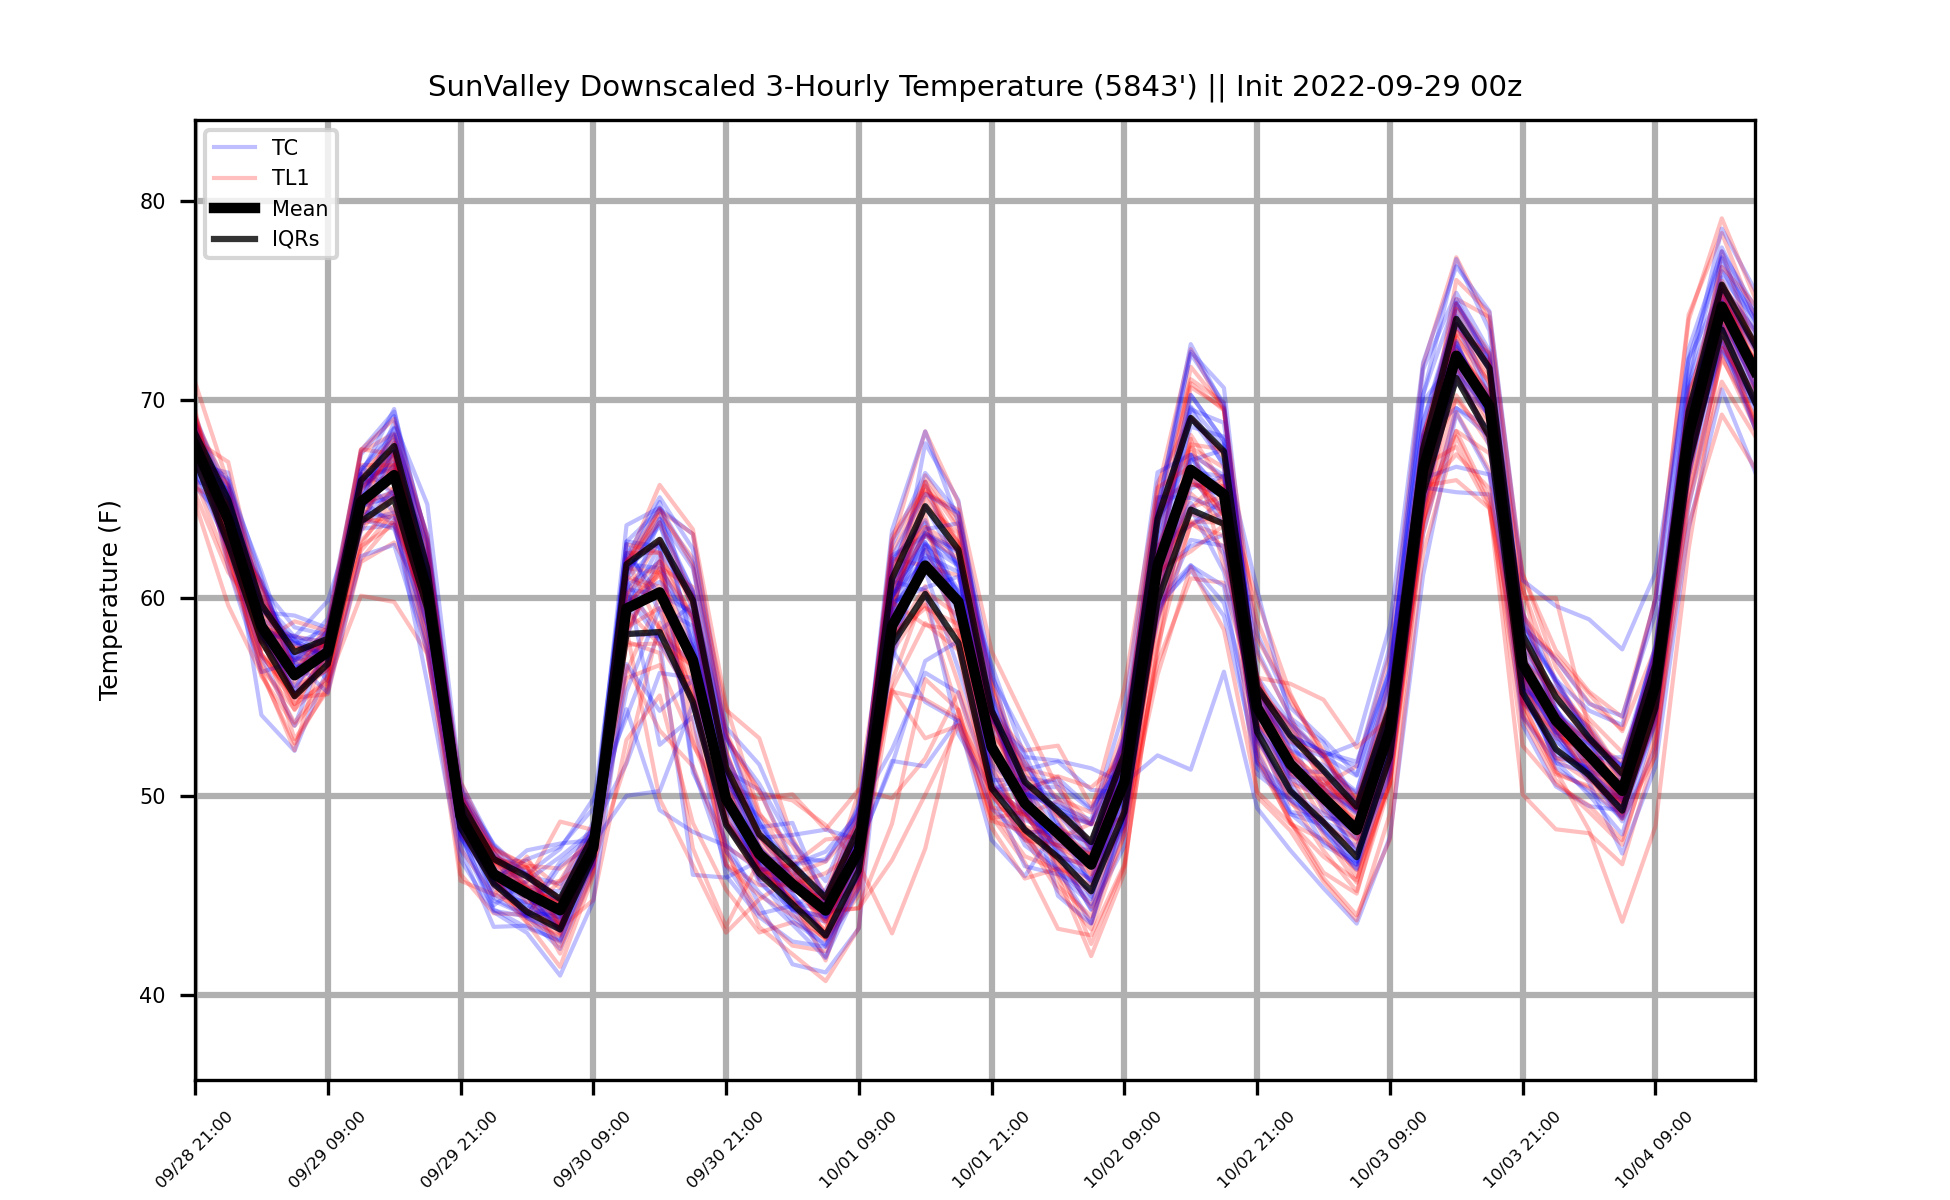 SunValley Downscaled 3-Hourly Temperature (5843') || Init 2022-09-29 00z
TC
TL1
Mean
IQRs
Temperature (F)
80
70
60
50
40
09/28 21:00
09/29 09:00
09/29 21:00
09/30 09:00
09/30 21:00
10/01 09:00
10/01 21:00
10/02 09:00
10/02 21:00
10/03 09:00
10/03 21:00
10/04 09:00